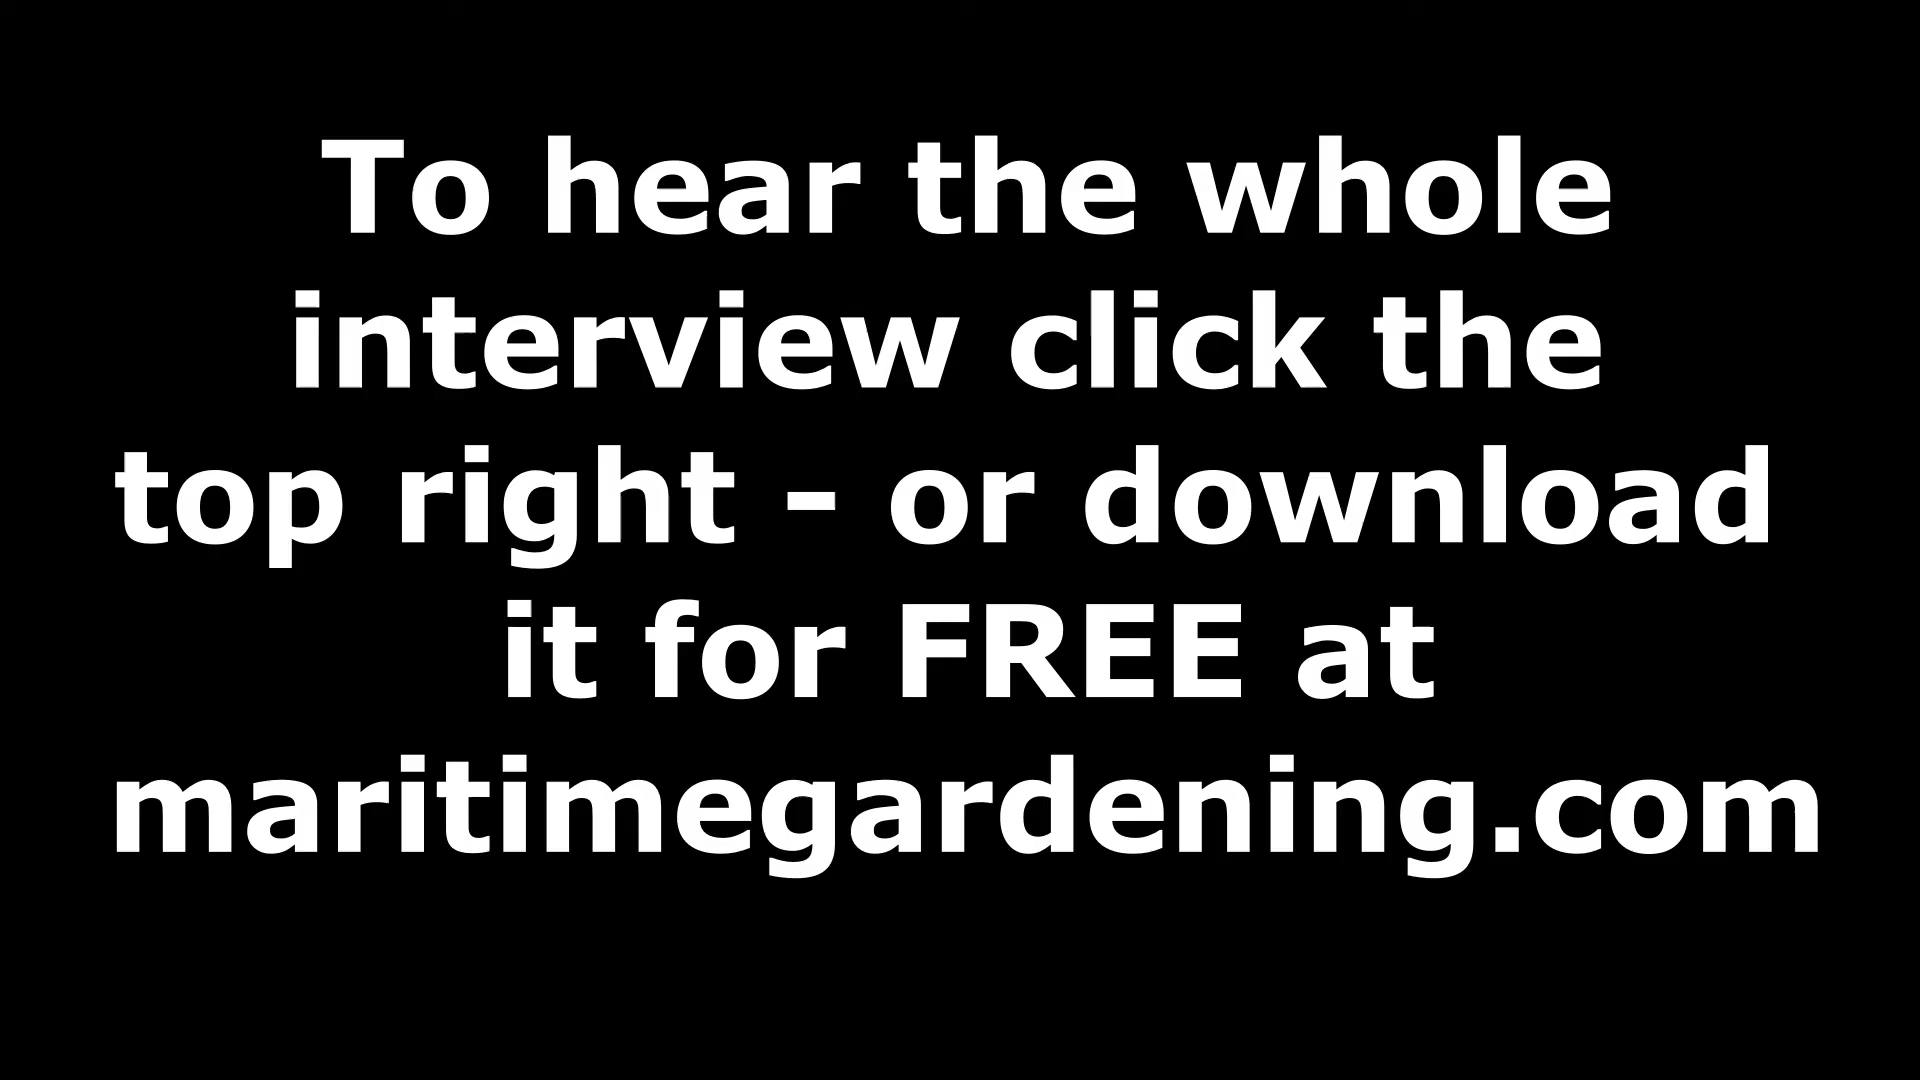 To hear the whole
interview click the
top right - or download
it for FREE at
maritimegardening.com